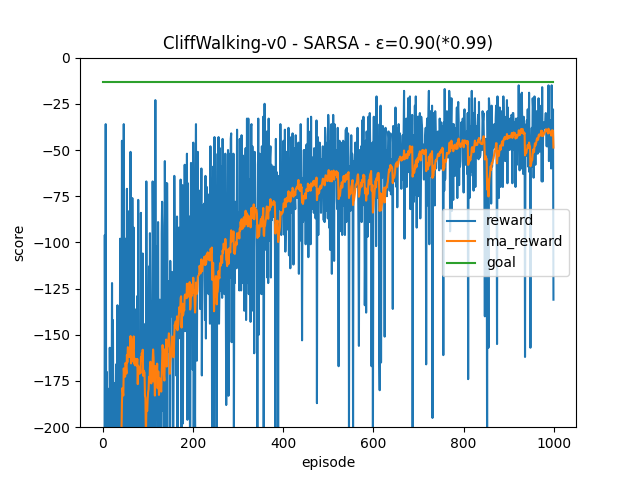 CliffWalking-v0 - SARSA - ε=0.90(*0.99)
0
−25
−50
−75
−100
−125
−150
−175
−200
score
reward
ma_reward
goal
0
200
400
600
800
1000
episode